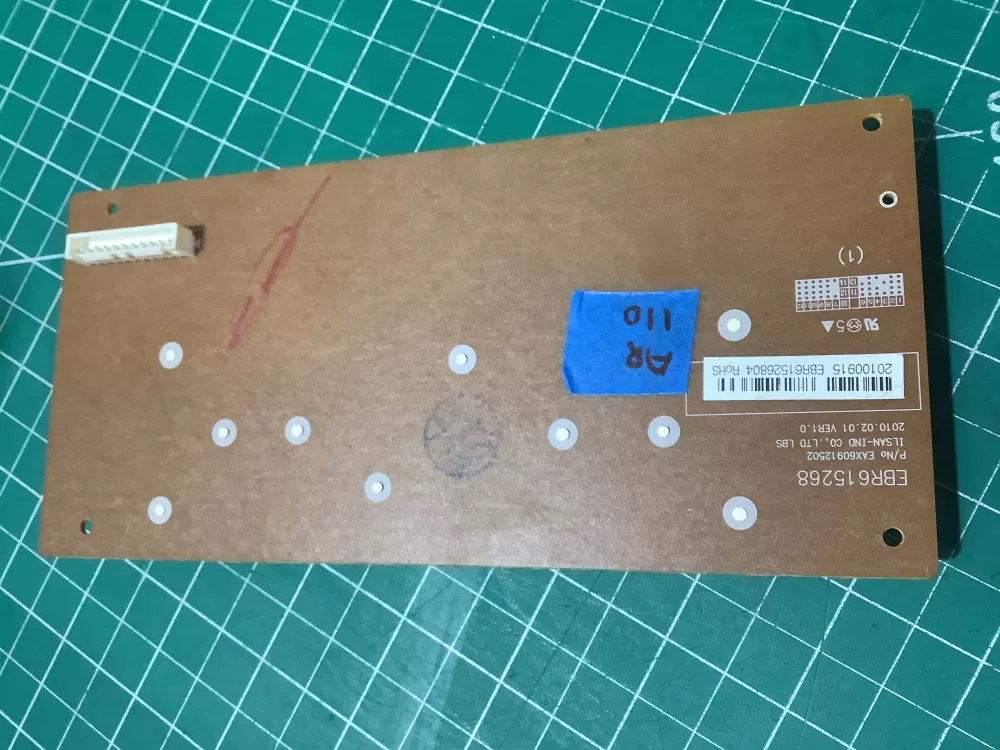 EBR615268
P/No EAX60912502
ILSAN-IND CO,.LTD LBS
2010.02.01 VER1.0
20100915 EBR61526804 RoHS
5
(1)
AR
110